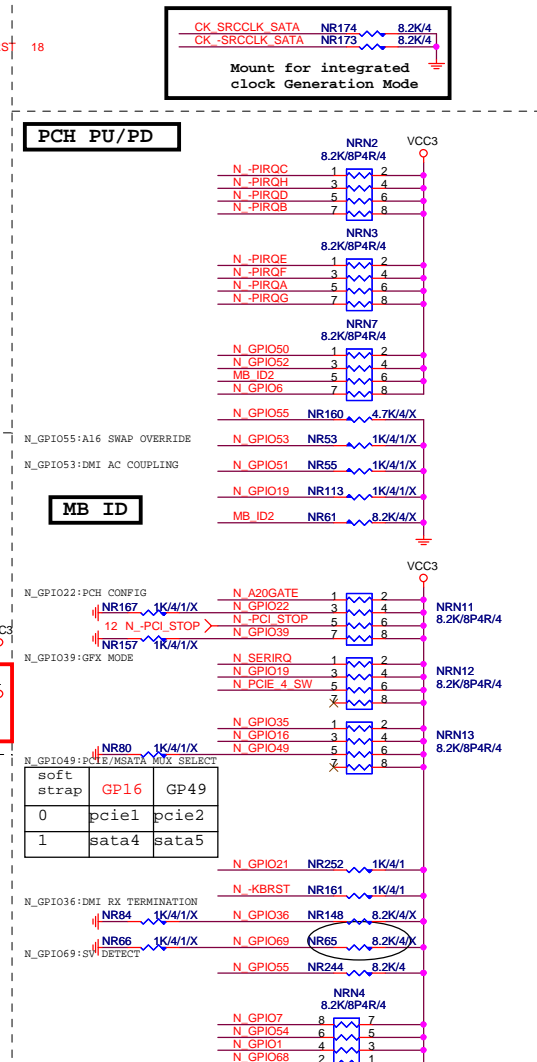 CK_SRCCLK_SATA NR174 8.2K/4
CK_-SRCCLK_SATA NR173 8.2K/4
Mount for integrated
clock Generation Mode
18
PCH PU/PD
VCC3
NRN2
8.2K/8P4R/4
N_-PIRQC 1 2
N_-PIRQH 3 4
N_-PIRQD 5 6
N_-PIRQB 7 8
NRN3
8.2K/8P4R/4
N_-PIRQE 1 2
N_-PIRQF 3 4
N_-PIRQA 5 6
N_-PIRQG 7 8
NRN7
8.2K/8P4R/4
N_GPIO50 1 2
N_GPIO52 3 4
MB_ID2 5 6
N_GPIO6 7 8
N_GPIO55 NR160 4.7K/4/X
N_GPIO55:A16 SWAP OVERRIDE N_GPIO53 NR53 1K/4/1/X
N_GPIO53:DMI AC COUPLING N_GPIO51 NR55 1K/4/1/X
N_GPIO19 NR113 1K/4/1/X
MB ID
MB_ID2 NR61 8.2K/4/X
VCC3
N_GPIO22:PCH CONFIG N_A20GATE 1 2
NR167 1K/4/1/X N_GPIO22 3 4 NRN11
12 N_-PCI_STOP N_-PCI_STOP 5 6 8.2K/8P4R/4
NR157 1K/4/1/X N_GPIO39 7 8
N_GPIO39:GFX MODE N_SERIRQ 1 2
N_GPIO19 3 4 NRN12
N_PCIE_4_SW 5 6 8.2K/8P4R/4
7 8
N_GPIO35 1 2
N_GPIO16 3 4 NRN13
NR80 1K/4/1/X N_GPIO49 5 6 8.2K/8P4R/4
N_GPIO49:PCIE/MSATA MUX SELECT 7 8
soft strap GP16 GP49
0 pcie1 pcie2
1 sata4 sata5
N_GPIO21 NR252 1K/4/1
N_-KBRST NR161 1K/4/1
N_GPIO36:DMI RX TERMINATION
NR84 1K/4/1/X N_GPIO36 NR148 8.2K/4/X
NR66 1K/4/1/X N_GPIO69 NR65 8.2K/4/X
N_GPIO69:SV DETECT
N_GPIO55 NR244 8.2K/4
NRN4
8.2K/8P4R/4
N_GPIO7 8 7
N_GPIO54 6 5
N_GPIO1 4 3
N_GPIO68 2 1